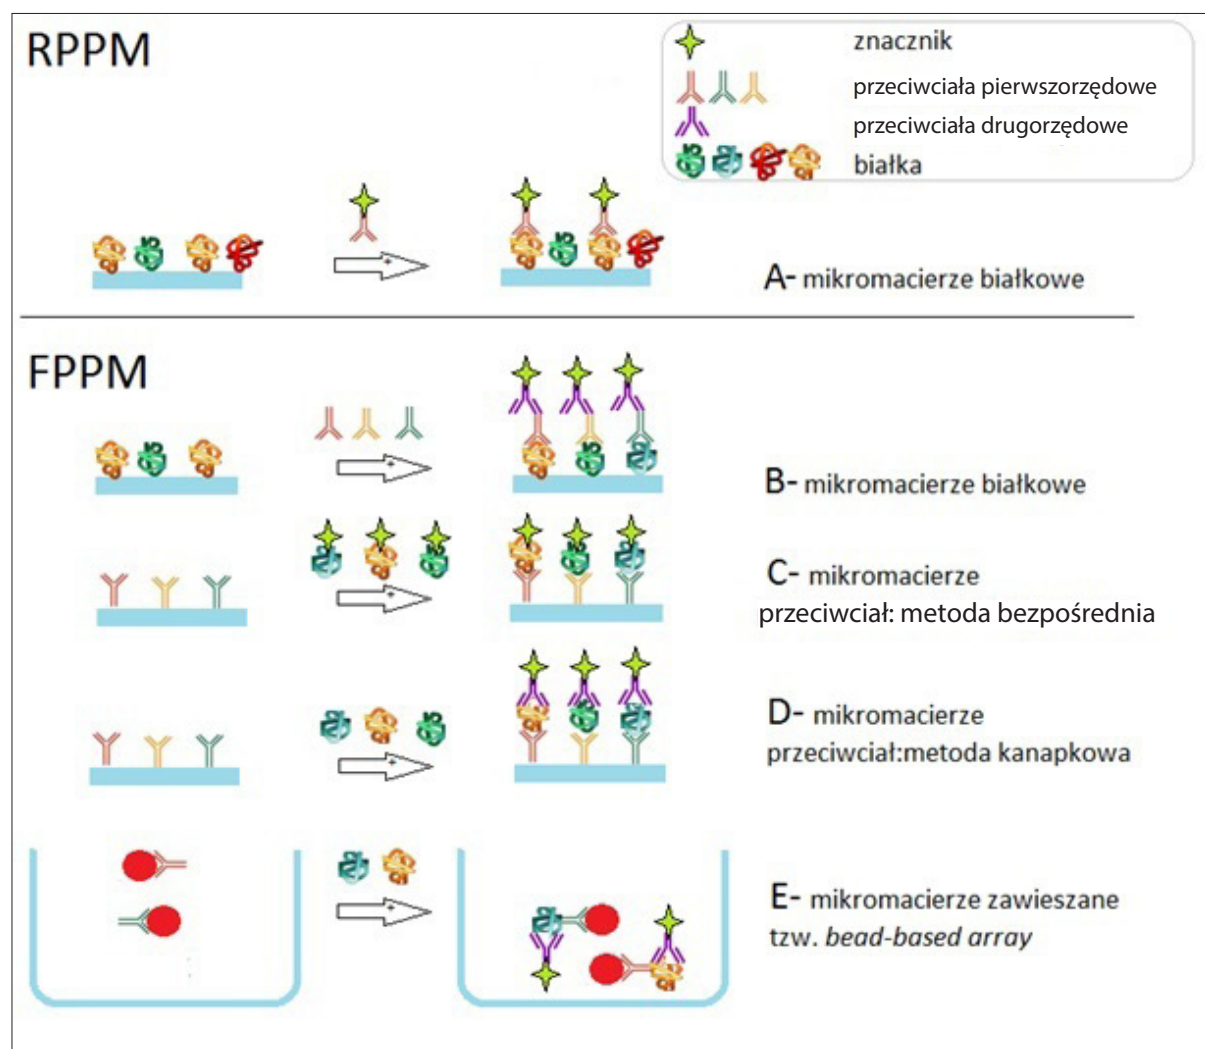 RPPM
znacznik
przeciwciała pierwszorzędowe
przeciwciała drugorzędowe
białka
A- mikromacierze białkowe
FPPM
B- mikromacierze białkowe
C- mikromacierze
przeciwciał: metoda bezpośrednia
D- mikromacierze
przeciwciał:metoda kanapkowa
E- mikromacierze zawieszane
tzw. bead-based array